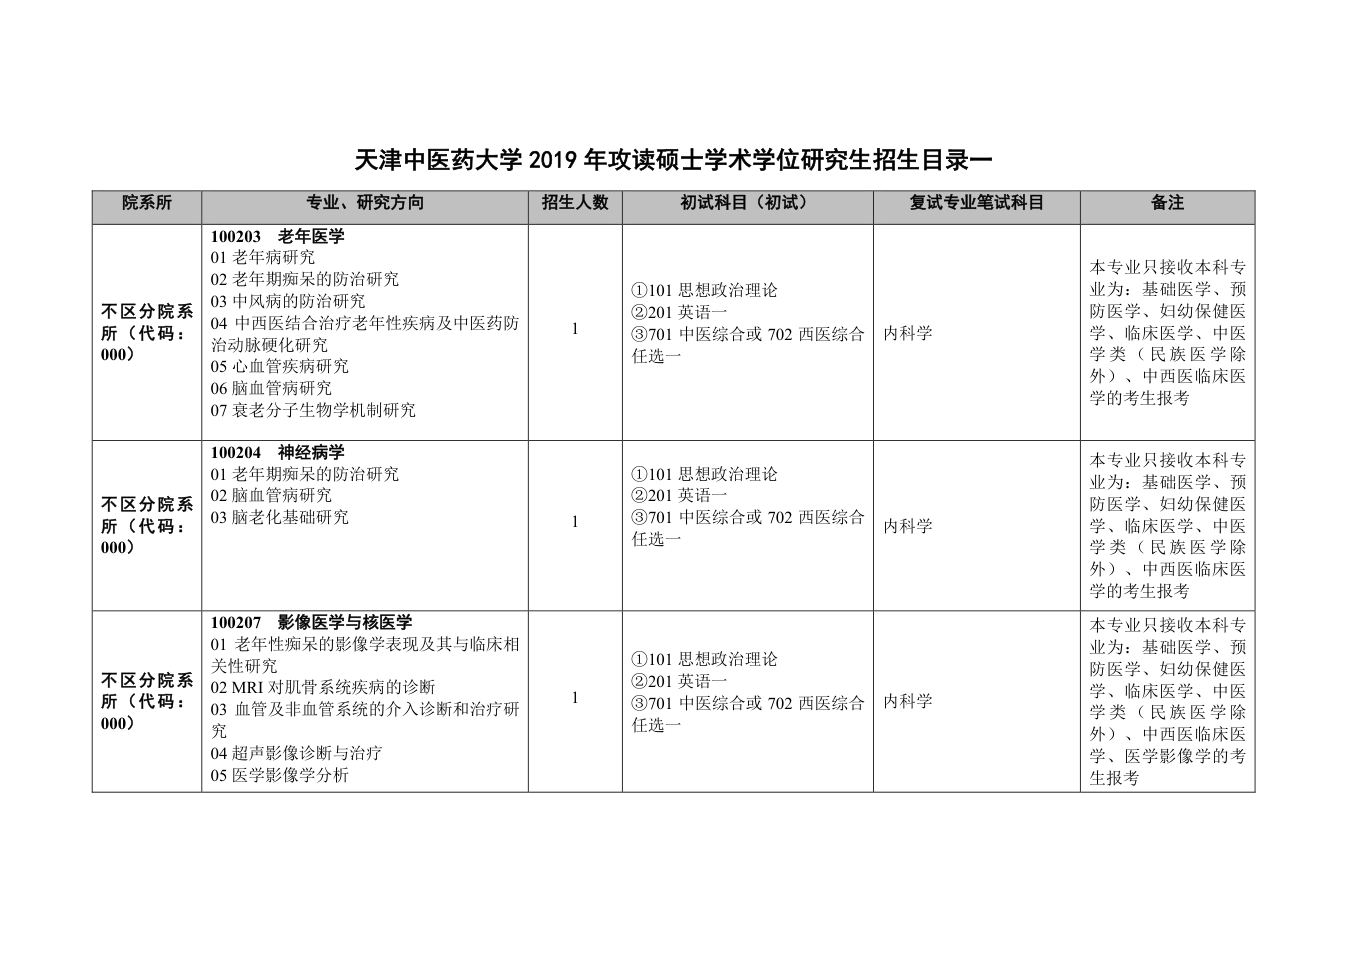 天津中医药大学 2019 年攻读硕士学术学位研究生招生目录一
院系所
专业、研究方向
招生人数
初试科目（初试）
复试专业笔试科目
备注
不区分院系
所（代码：
000）
100203 老年医学
01 老年病研究
02 老年期痴呆的防治研究
03 中风病的防治研究
04 中西医结合治疗老年性疾病及中医药防
治动脉硬化研究
05 心血管疾病研究
06 脑血管病研究
07 衰老分子生物学机制研究
1
①101 思想政治理论
②201 英语一
③701 中医综合或 702 西医综合
任选一
内科学
本专业只接收本科专
业为：基础医学、预
防医学、妇幼保健医
学、临床医学、中医
学类（民族医学除
外）、中西医临床医
学的考生报考
不区分院系
所（代码：
000）
100204 神经病学
01 老年期痴呆的防治研究
02 脑血管病研究
03 脑老化基础研究
1
①101 思想政治理论
②201 英语一
③701 中医综合或 702 西医综合
任选一
内科学
本专业只接收本科专
业为：基础医学、预
防医学、妇幼保健医
学、临床医学、中医
学类（民族医学除
外）、中西医临床医
学的考生报考
不区分院系
所（代码：
000）
100207 影像医学与核医学
01 老年性痴呆的影像学表现及其与临床相
关性研究
02 MRI 对肌骨系统疾病的诊断
03 血管及非血管系统的介入诊断和治疗研
究
04 超声影像诊断与治疗
05 医学影像学分析
1
①101 思想政治理论
②201 英语一
③701 中医综合或 702 西医综合
任选一
内科学
本专业只接收本科专
业为：基础医学、预
防医学、妇幼保健医
学、临床医学、中医
学类（民族医学除
外）、中西医临床医
学、医学影像学的考
生报考